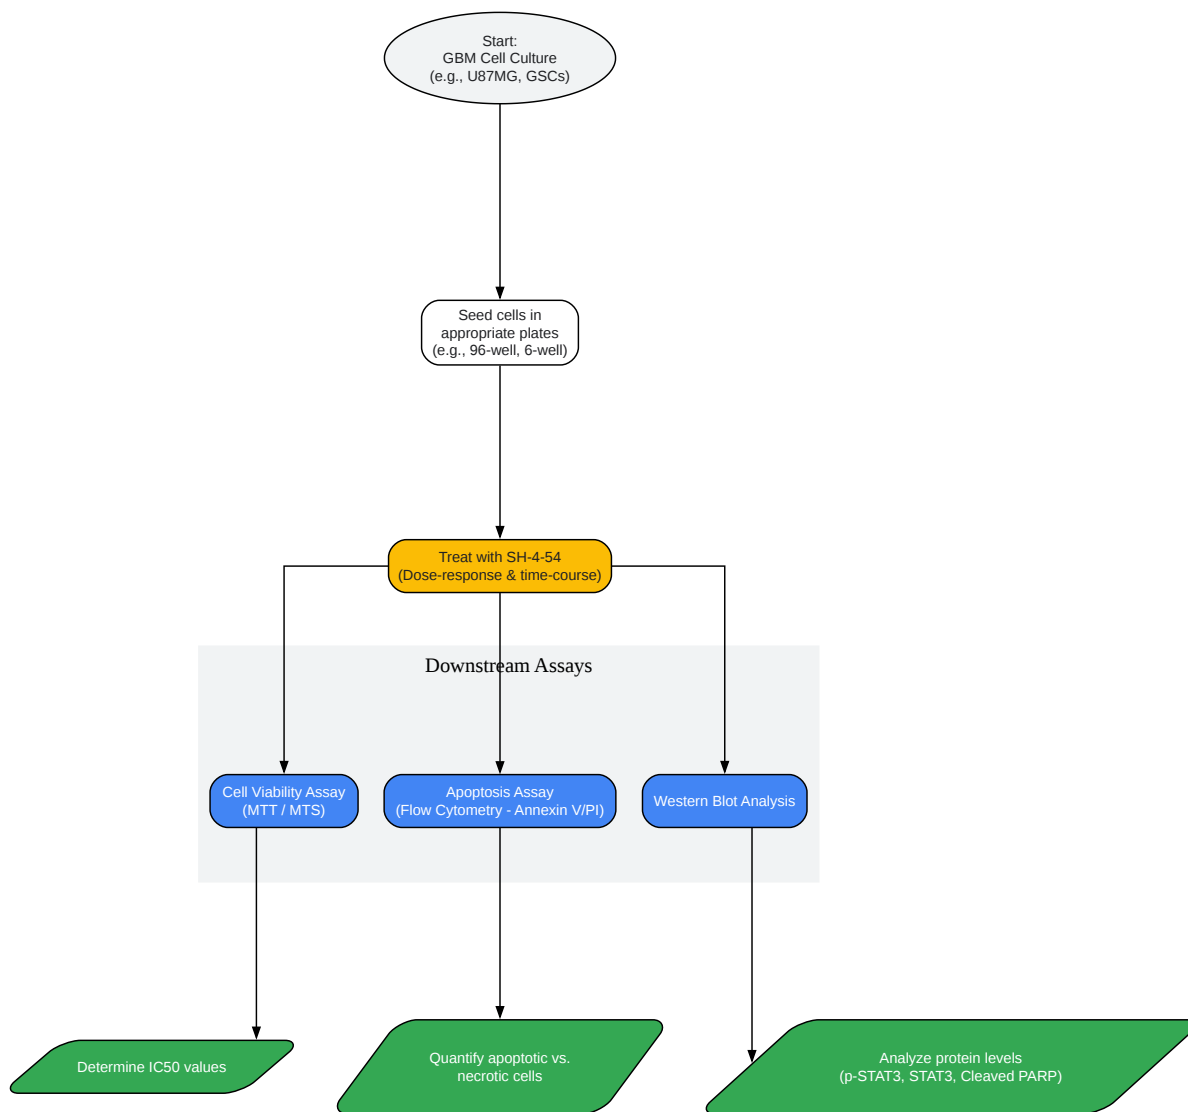 Start:
GBM Cell Culture
(e.g., U87MG, GSCs)
Seed cells in
appropriate plates
(e.g., 96-well, 6-well)
Treat with SH-4-54
(Dose-response & time-course)
Downstream Assays
Cell Viability Assay
(MTT / MTS)
Apoptosis Assay
(Flow Cytometry - Annexin V/PI)
Western Blot Analysis
Determine IC50 values
Quantify apoptotic vs.
necrotic cells
Analyze protein levels
(p-STAT3, STAT3, Cleaved PARP)